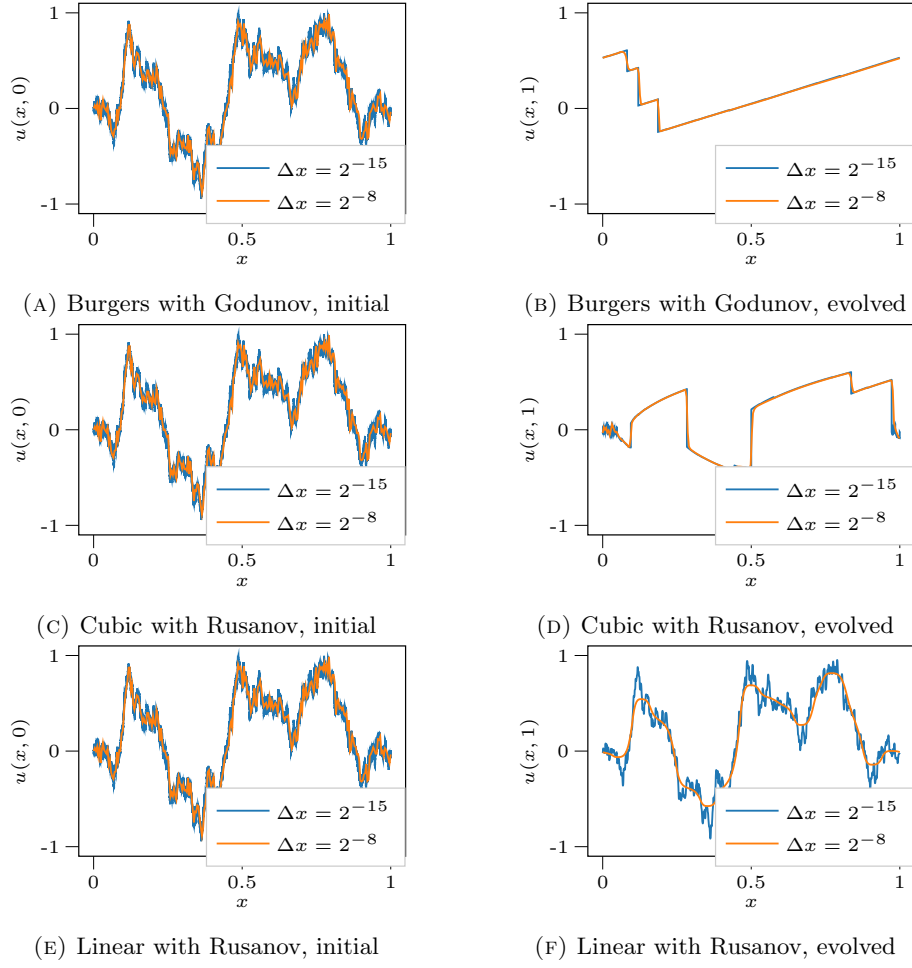 1
0
-1
u(x, 0)
Δx = 2⁻¹⁵
Δx = 2⁻⁸
0 0.5 1
x
(A) Burgers with Godunov, initial
1
0
-1
u(x, 1)
Δx = 2⁻¹⁵
Δx = 2⁻⁸
0 0.5 1
x
(B) Burgers with Godunov, evolved
1
0
-1
u(x, 0)
Δx = 2⁻¹⁵
Δx = 2⁻⁸
0 0.5 1
x
(C) Cubic with Rusanov, initial
1
0
-1
u(x, 1)
Δx = 2⁻¹⁵
Δx = 2⁻⁸
0 0.5 1
x
(D) Cubic with Rusanov, evolved
1
0
-1
u(x, 0)
Δx = 2⁻¹⁵
Δx = 2⁻⁸
0 0.5 1
x
(E) Linear with Rusanov, initial
1
0
-1
u(x, 1)
Δx = 2⁻¹⁵
Δx = 2⁻⁸
0 0.5 1
x
(F) Linear with Rusanov, evolved